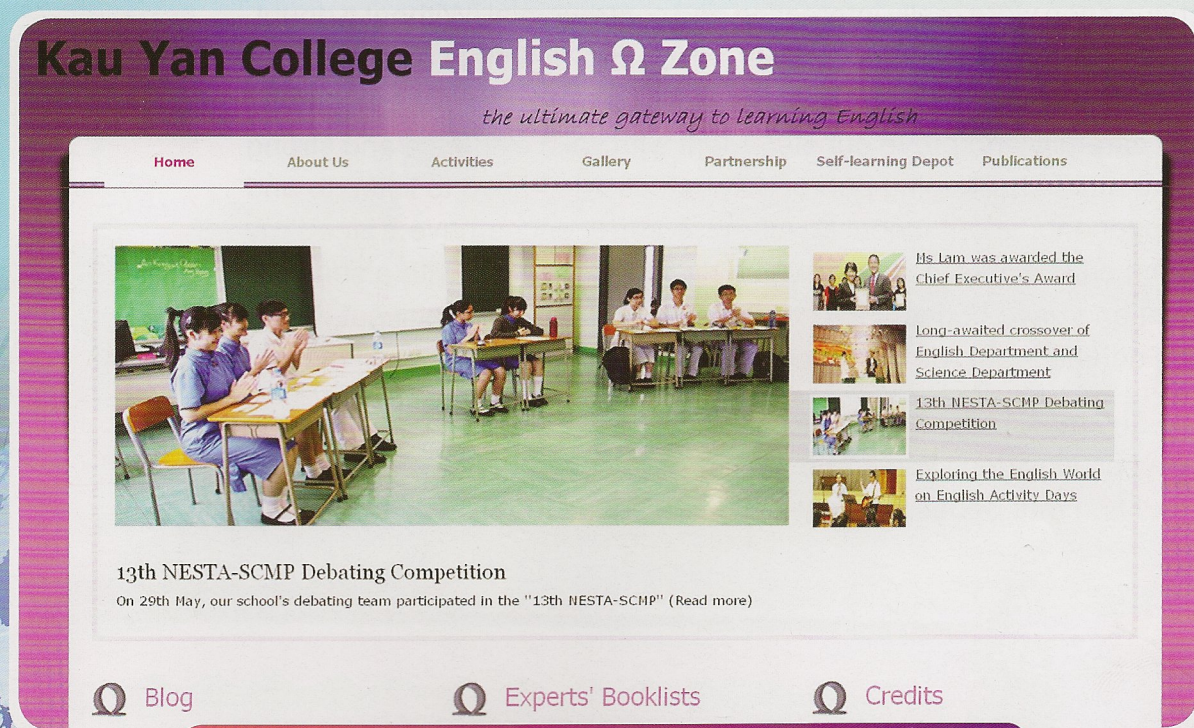 Kau Yan College English Ω Zone
the ultimate gateway to learning English
Home About Us Activities Gallery Partnership Self-learning Depot Publications
Ms Lam was awarded the
Chief Executive's Award
Long-awaited crossover of
English Department and
Science Department
13th NESTA-SCMP Debating
Competition
Exploring the English World
on English Activity Days
13th NESTA-SCMP Debating Competition
On 29th May, our school's debating team participated in the "13th NESTA-SCMP" (Read more)
Ω Blog
Ω Experts' Booklists
Ω Credits